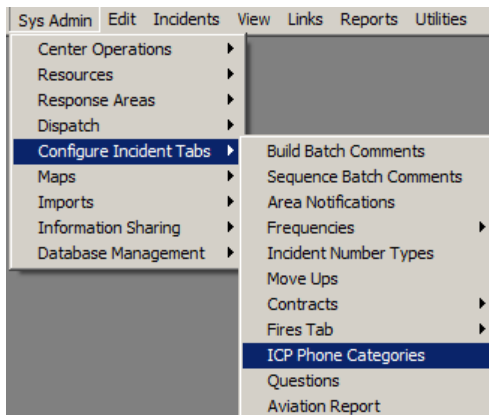 Sys Admin Edit Incidents View Links Reports Utilities
Center Operations
Resources
Response Areas
Dispatch
Configure Incident Tabs
Maps
Imports
Information Sharing
Database Management
Build Batch Comments
Sequence Batch Comments
Area Notifications
Frequencies
Incident Number Types
Move Ups
Contracts
Fires Tab
ICP Phone Categories
Questions
Aviation Report